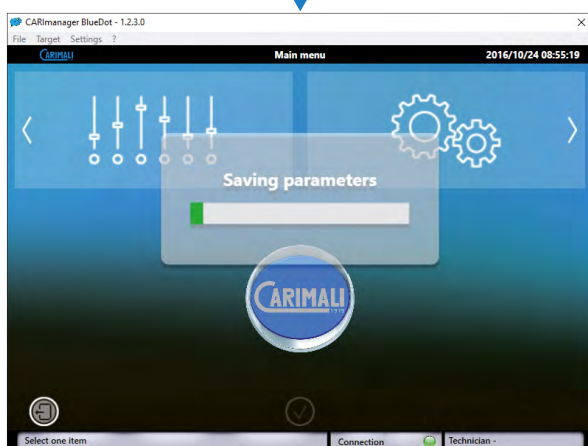 CARImanager BlueDot - 1.2.3.0
File Target Settings ?
CARIMALI Main menu 2016/10/24 08:55:19
Saving parameters
CARIMALI
Select one item Connection Technician -